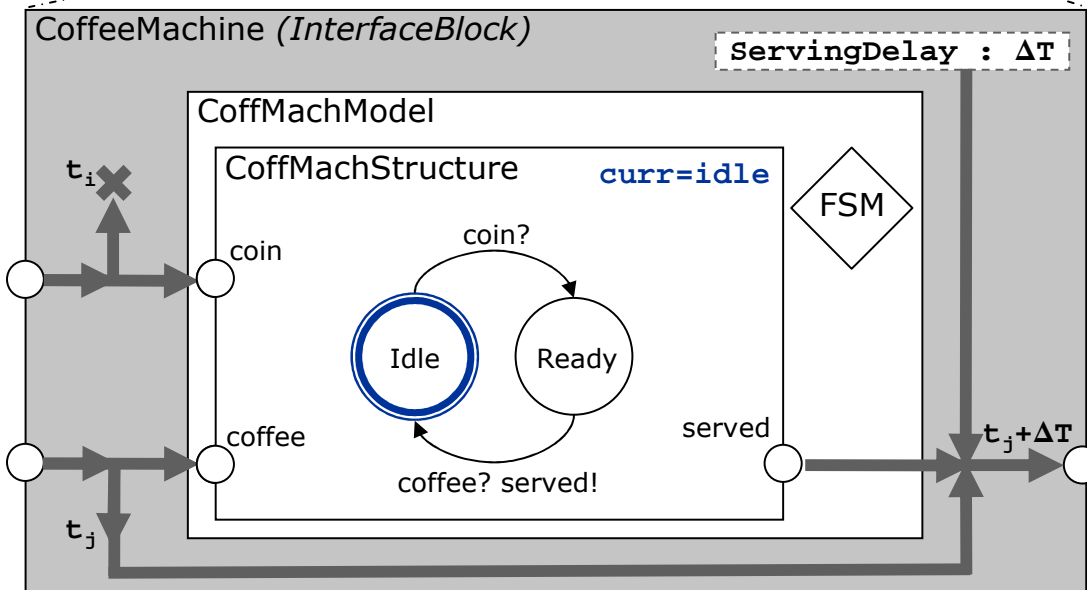 CoffeeMachine (InterfaceBlock)
ServingDelay : ΔT
CoffMachModel
CoffMachStructure
curr=idle
FSM
tᵢ
coin
coin?
Idle
Ready
coffee
served
coffee? served!
tⱼ
tⱼ+ΔT